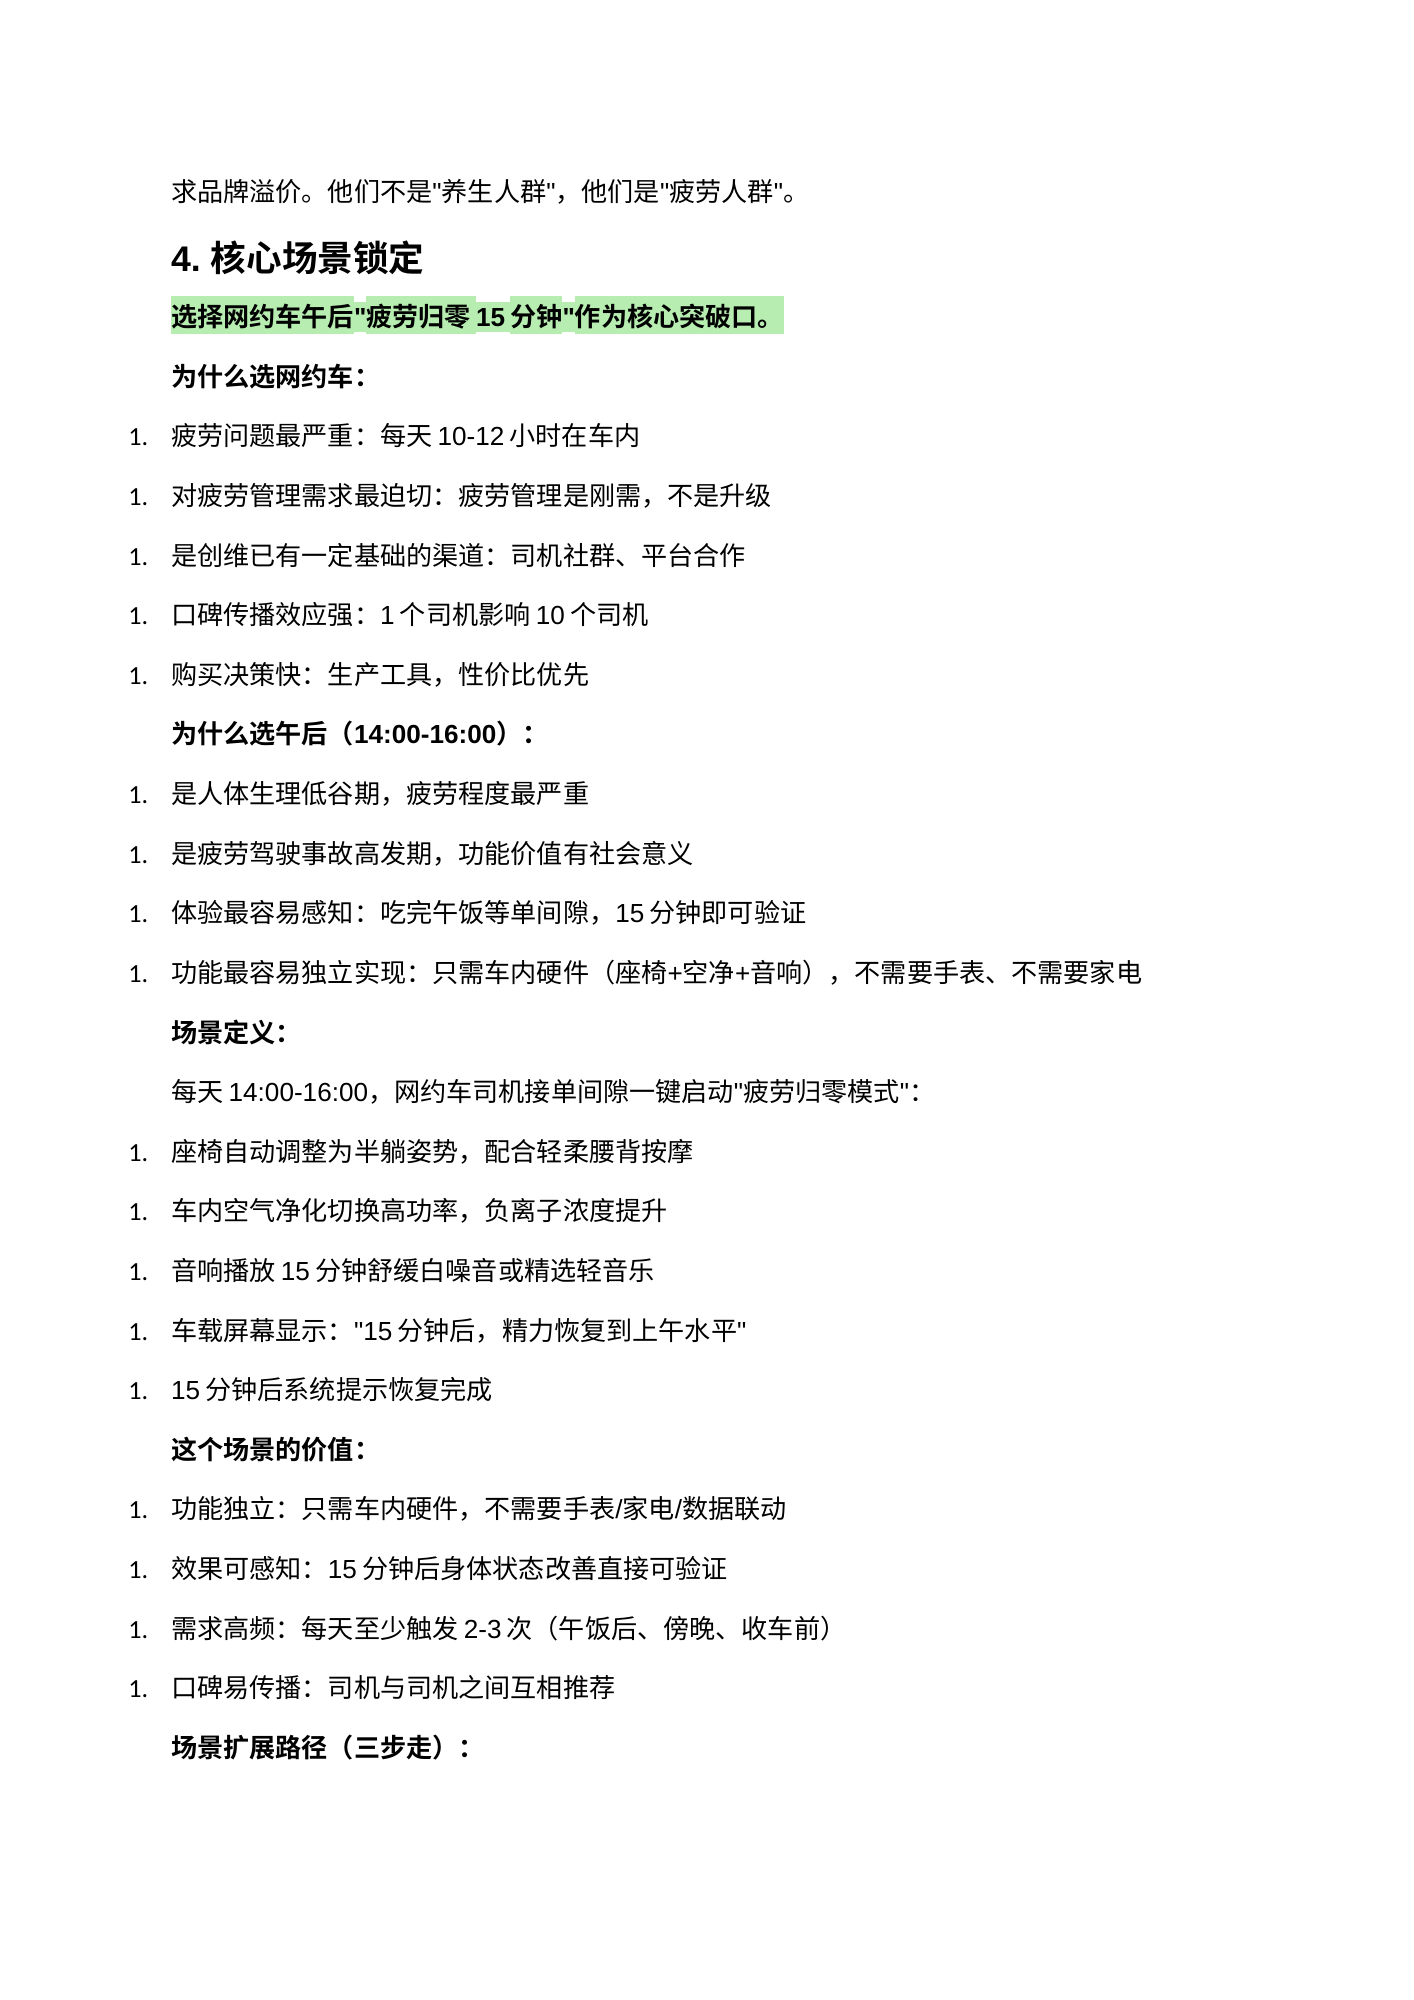 求品牌溢价。他们不是"养生人群"，他们是"疲劳人群"。
4. 核心场景锁定
选择网约车午后"疲劳归零 15 分钟"作为核心突破口。
为什么选网约车：
1. 疲劳问题最严重：每天 10-12 小时在车内
1. 对疲劳管理需求最迫切：疲劳管理是刚需，不是升级
1. 是创维已有一定基础的渠道：司机社群、平台合作
1. 口碑传播效应强：1 个司机影响 10 个司机
1. 购买决策快：生产工具，性价比优先
为什么选午后（14:00-16:00）：
1. 是人体生理低谷期，疲劳程度最严重
1. 是疲劳驾驶事故高发期，功能价值有社会意义
1. 体验最容易感知：吃完午饭等单间隙，15 分钟即可验证
1. 功能最容易独立实现：只需车内硬件（座椅+空净+音响），不需要手表、不需要家电
场景定义：
每天 14:00-16:00，网约车司机接单间隙一键启动"疲劳归零模式"：
1. 座椅自动调整为半躺姿势，配合轻柔腰背按摩
1. 车内空气净化切换高功率，负离子浓度提升
1. 音响播放 15 分钟舒缓白噪音或精选轻音乐
1. 车载屏幕显示："15 分钟后，精力恢复到上午水平"
1. 15 分钟后系统提示恢复完成
这个场景的价值：
1. 功能独立：只需车内硬件，不需要手表/家电/数据联动
1. 效果可感知：15 分钟后身体状态改善直接可验证
1. 需求高频：每天至少触发 2-3 次（午饭后、傍晚、收车前）
1. 口碑易传播：司机与司机之间互相推荐
场景扩展路径（三步走）：